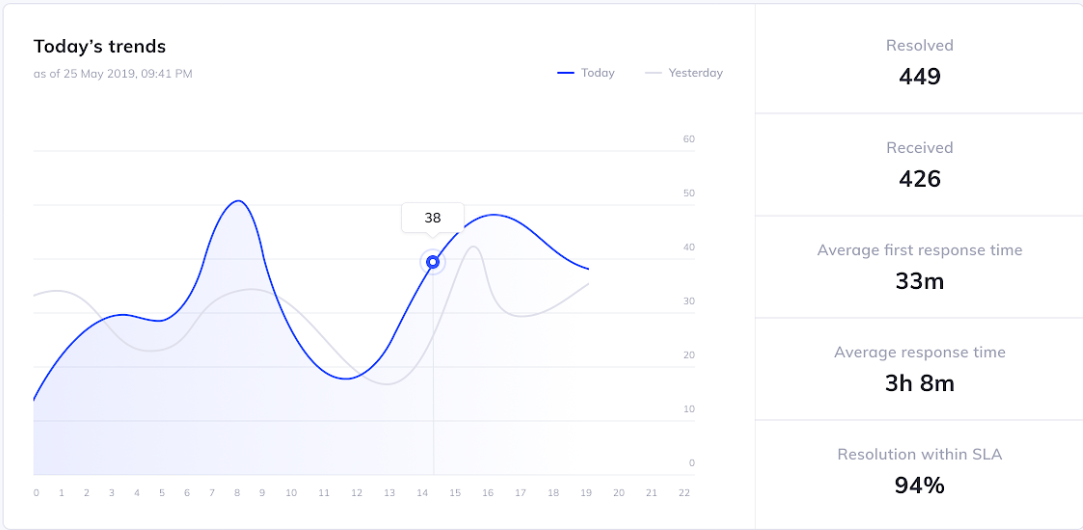 Today’s trends
as of 25 May 2019, 09:41 PM
Today Yesterday
60
50
38
40
30
20
10
0
0 1 2 3 4 5 6 7 8 9 10 11 12 13 14 15 16 17 18 19 20 21 22
Resolved
449
Received
426
Average first response time
33m
Average response time
3h 8m
Resolution within SLA
94%